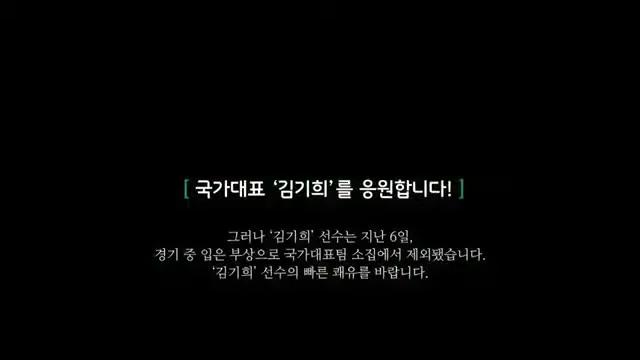 [ 국가대표 ‘김기희’를 응원합니다! ]
그러나 ‘김기희’ 선수는 지난 6일,
경기 중 입은 부상으로 국가대표팀 소집에서 제외됐습니다.
‘김기희’ 선수의 빠른 쾌유를 바랍니다.